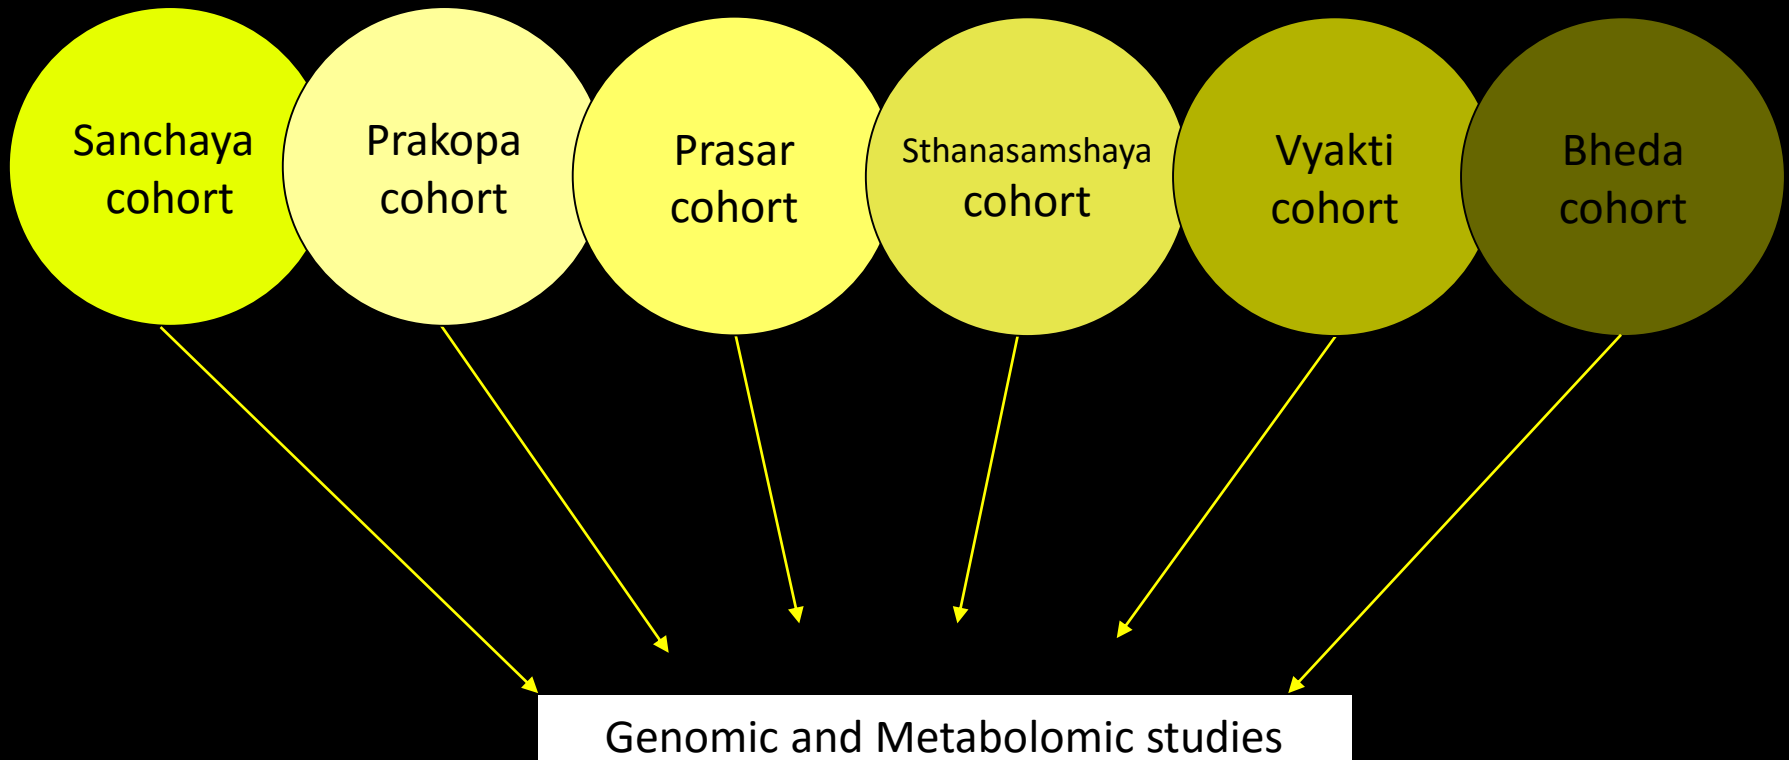 Sanchaya
cohort
Prakopa
cohort
Prasar
cohort
Sthanasamshaya
cohort
Vyakti
cohort
Bheda
cohort
Genomic and Metabolomic studies